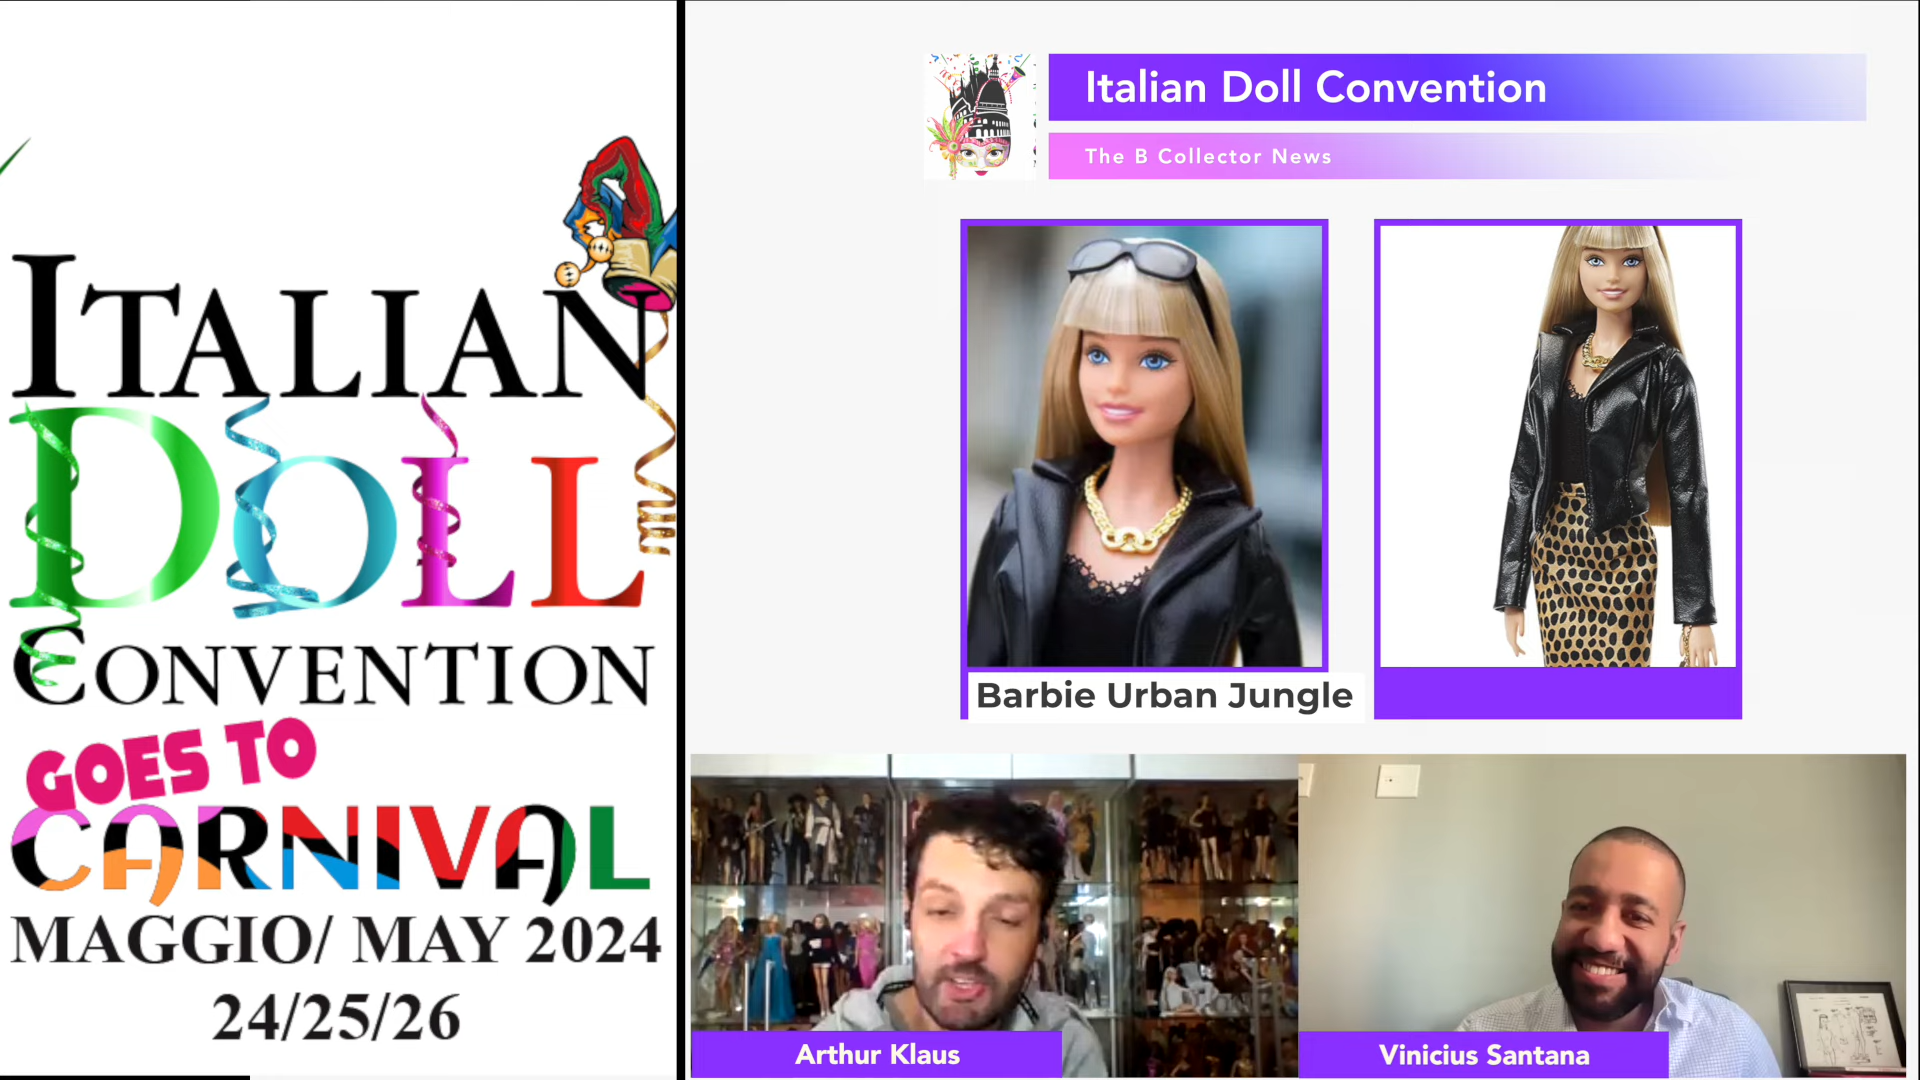 ITALIAN
DOLL
CONVENTION
GOES TO
CARNIVAL
MAGGIO/ MAY 2024
24/25/26
Italian Doll Convention
The B Collector News
Barbie Urban Jungle
Arthur Klaus
Vinicius Santana